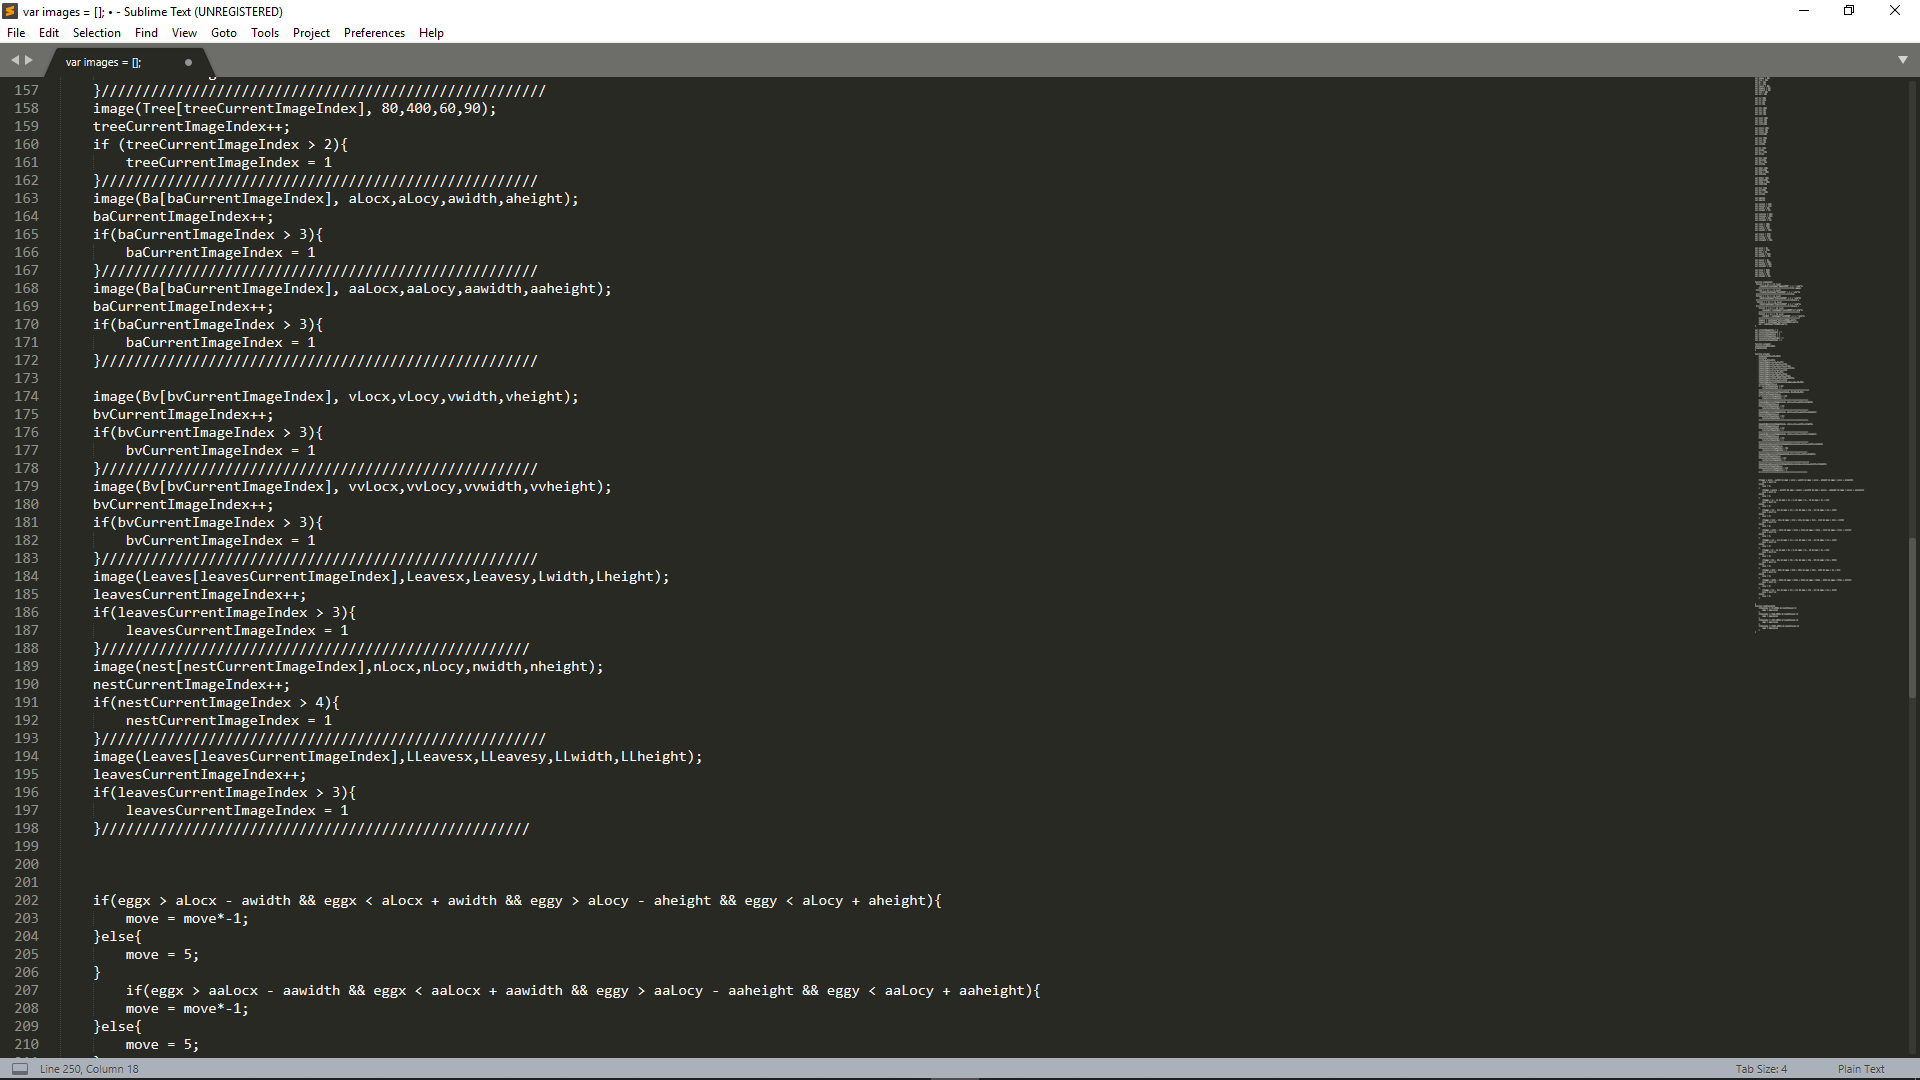 var images = []; • - Sublime Text (UNREGISTERED)
File Edit Selection Find View Goto Tools Project Preferences Help
var images = [];
157 }//////////////////////////////////////////////////////
158 image(Tree[treeCurrentImageIndex], 80,400,60,90);
159 treeCurrentImageIndex++;
160 if (treeCurrentImageIndex > 2){
161 treeCurrentImageIndex = 1
162 }/////////////////////////////////////////////////////
163 image(Ba[baCurrentImageIndex], aLocx,aLocy,awidth,aheight);
164 baCurrentImageIndex++;
165 if(baCurrentImageIndex > 3){
166 baCurrentImageIndex = 1
167 }/////////////////////////////////////////////////////
168 image(Ba[baCurrentImageIndex], aaLocx,aaLocy,aawidth,aaheight);
169 baCurrentImageIndex++;
170 if(baCurrentImageIndex > 3){
171 baCurrentImageIndex = 1
172 }/////////////////////////////////////////////////////
173
174 image(Bv[bvCurrentImageIndex], vLocx,vLocy,vwidth,vheight);
175 bvCurrentImageIndex++;
176 if(bvCurrentImageIndex > 3){
177 bvCurrentImageIndex = 1
178 }/////////////////////////////////////////////////////
179 image(Bv[bvCurrentImageIndex], vvLocx,vvLocy,vvwidth,vvheight);
180 bvCurrentImageIndex++;
181 if(bvCurrentImageIndex > 3){
182 bvCurrentImageIndex = 1
183 }/////////////////////////////////////////////////////
184 image(Leaves[leavesCurrentImageIndex],Leavesx,Leavesy,Lwidth,Lheight);
185 leavesCurrentImageIndex++;
186 if(leavesCurrentImageIndex > 3){
187 leavesCurrentImageIndex = 1
188 }////////////////////////////////////////////////////
189 image(nest[nestCurrentImageIndex],nLocx,nLocy,nwidth,nheight);
190 nestCurrentImageIndex++;
191 if(nestCurrentImageIndex > 4){
192 nestCurrentImageIndex = 1
193 }//////////////////////////////////////////////////////
194 image(Leaves[leavesCurrentImageIndex],LLeavesx,LLeavesy,LLwidth,LLheight);
195 leavesCurrentImageIndex++;
196 if(leavesCurrentImageIndex > 3){
197 leavesCurrentImageIndex = 1
198 }////////////////////////////////////////////////////
199
200
201
202 if(eggx > aLocx - awidth && eggx < aLocx + awidth && eggy > aLocy - aheight && eggy < aLocy + aheight){
203 move = move*-1;
204 }else{
205 move = 5;
206 }
207 if(eggx > aaLocx - aawidth && eggx < aaLocx + aawidth && eggy > aaLocy - aaheight && eggy < aaLocy + aaheight){
208 move = move*-1;
209 }else{
210 move = 5;
Line 250, Column 18 Tab Size: 4 Plain Text